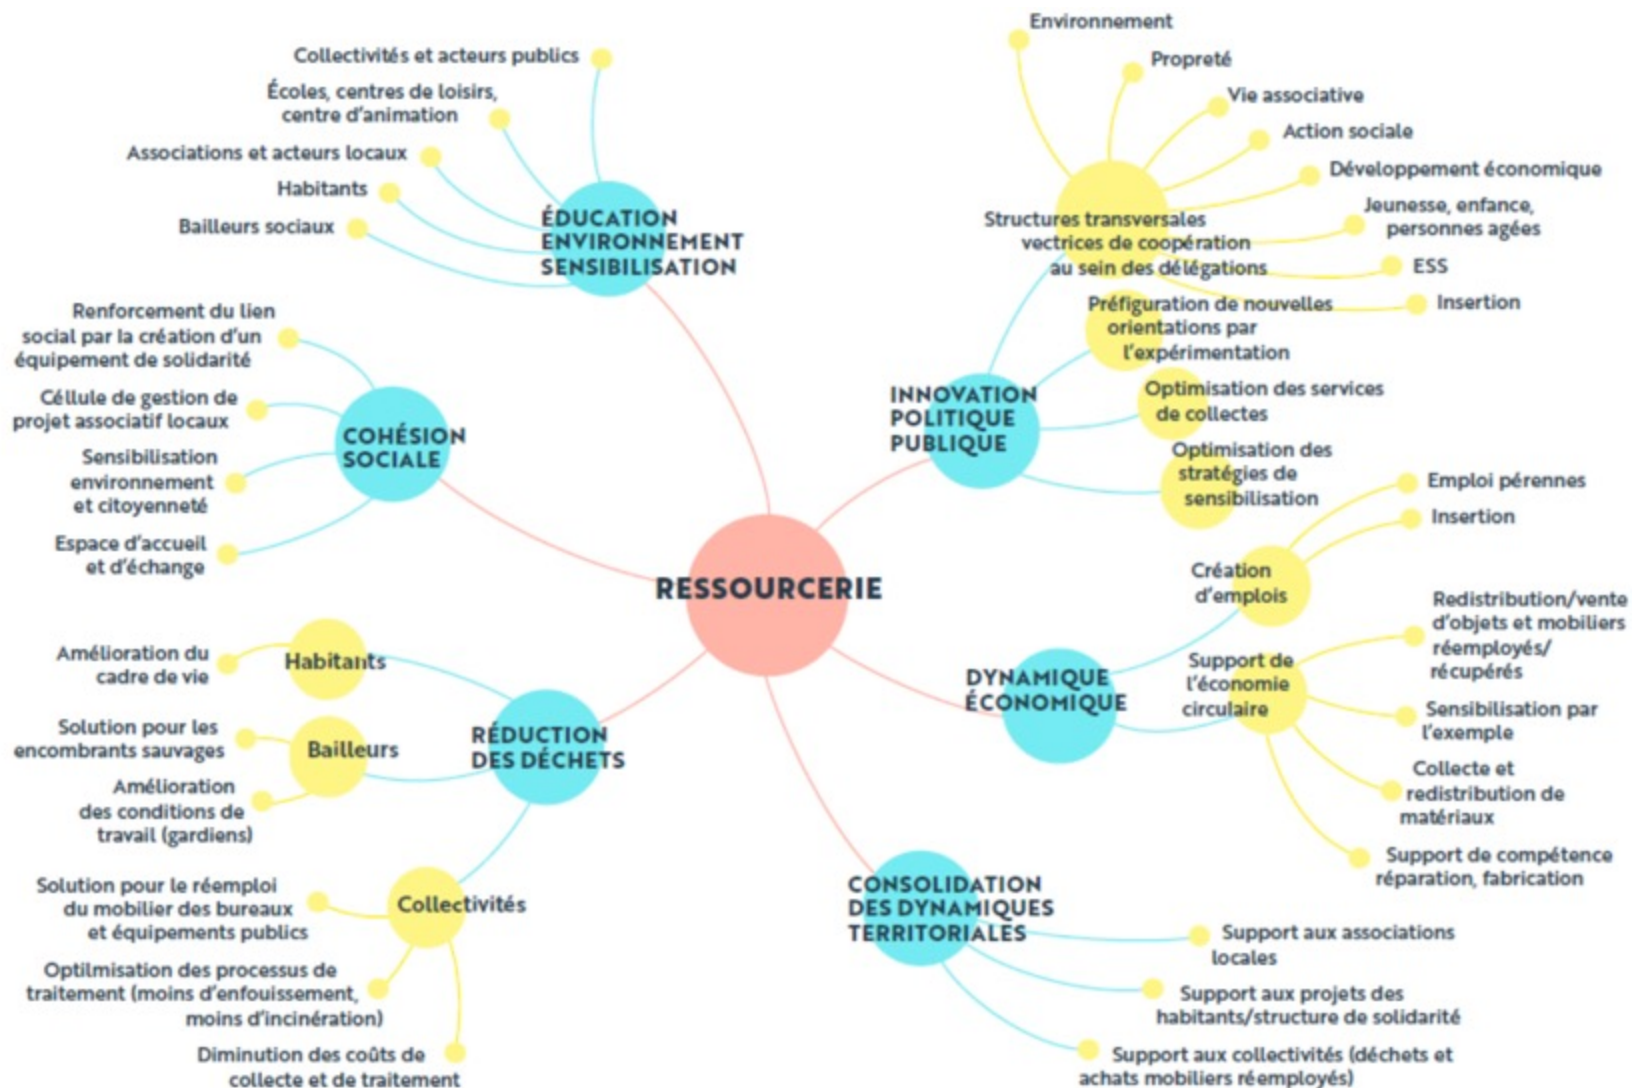 Collectivités et acteurs publics
Écoles, centres de loisirs,
centre d'animation
Associations et acteurs locaux
Habitants
Bailleurs sociaux
ÉDUCATION
ENVIRONNEMENT
SENSIBILISATION
Renforcement du lien
social par la création d'un
équipement de solidarité
Céllule de gestion de
projet associatif locaux
Sensibilisation
environnement
et citoyenneté
Espace d'accueil
et d'échange
COHÉSION
SOCIALE
Environnement
Propreté
Vie associative
Action sociale
Développement économique
Jeunesse, enfance,
personnes agées
ESS
Insertion
Structures transversales
vectrices de coopération
au sein des délégations
Préfiguration de nouvelles
orientations par
l'expérimentation
Optimisation des services
de collectes
Optimisation des
stratégies de
sensibilisation
INNOVATION
POLITIQUE
PUBLIQUE
RESSOURCERIE
Emploi pérennes
Insertion
Création
d'emplois
Redistribution/vente
d'objets et mobiliers
réemployés/
récupérés
Support de
l'économie
circulaire
Sensibilisation par
l'exemple
Collecte et
redistribution de
matériaux
Support de compétence
réparation, fabrication
DYNAMIQUE
ÉCONOMIQUE
Amélioration du
cadre de vie
Habitants
Solution pour les
encombrants sauvages
Bailleurs
Amélioration
des conditions de
travail (gardiens)
RÉDUCTION
DES DÉCHETS
Solution pour le réemploi
du mobilier des bureaux
et équipements publics
Collectivités
Optilmisation des processus de
traitement (moins d'enfouissement,
moins d'incinération)
Diminution des coûts de
collecte et de traitement
CONSOLIDATION
DES DYNAMIQUES
TERRITORIALES
Support aux associations
locales
Support aux projets des
habitants/structure de solidarité
Support aux collectivités (déchets et
achats mobiliers réemployés)